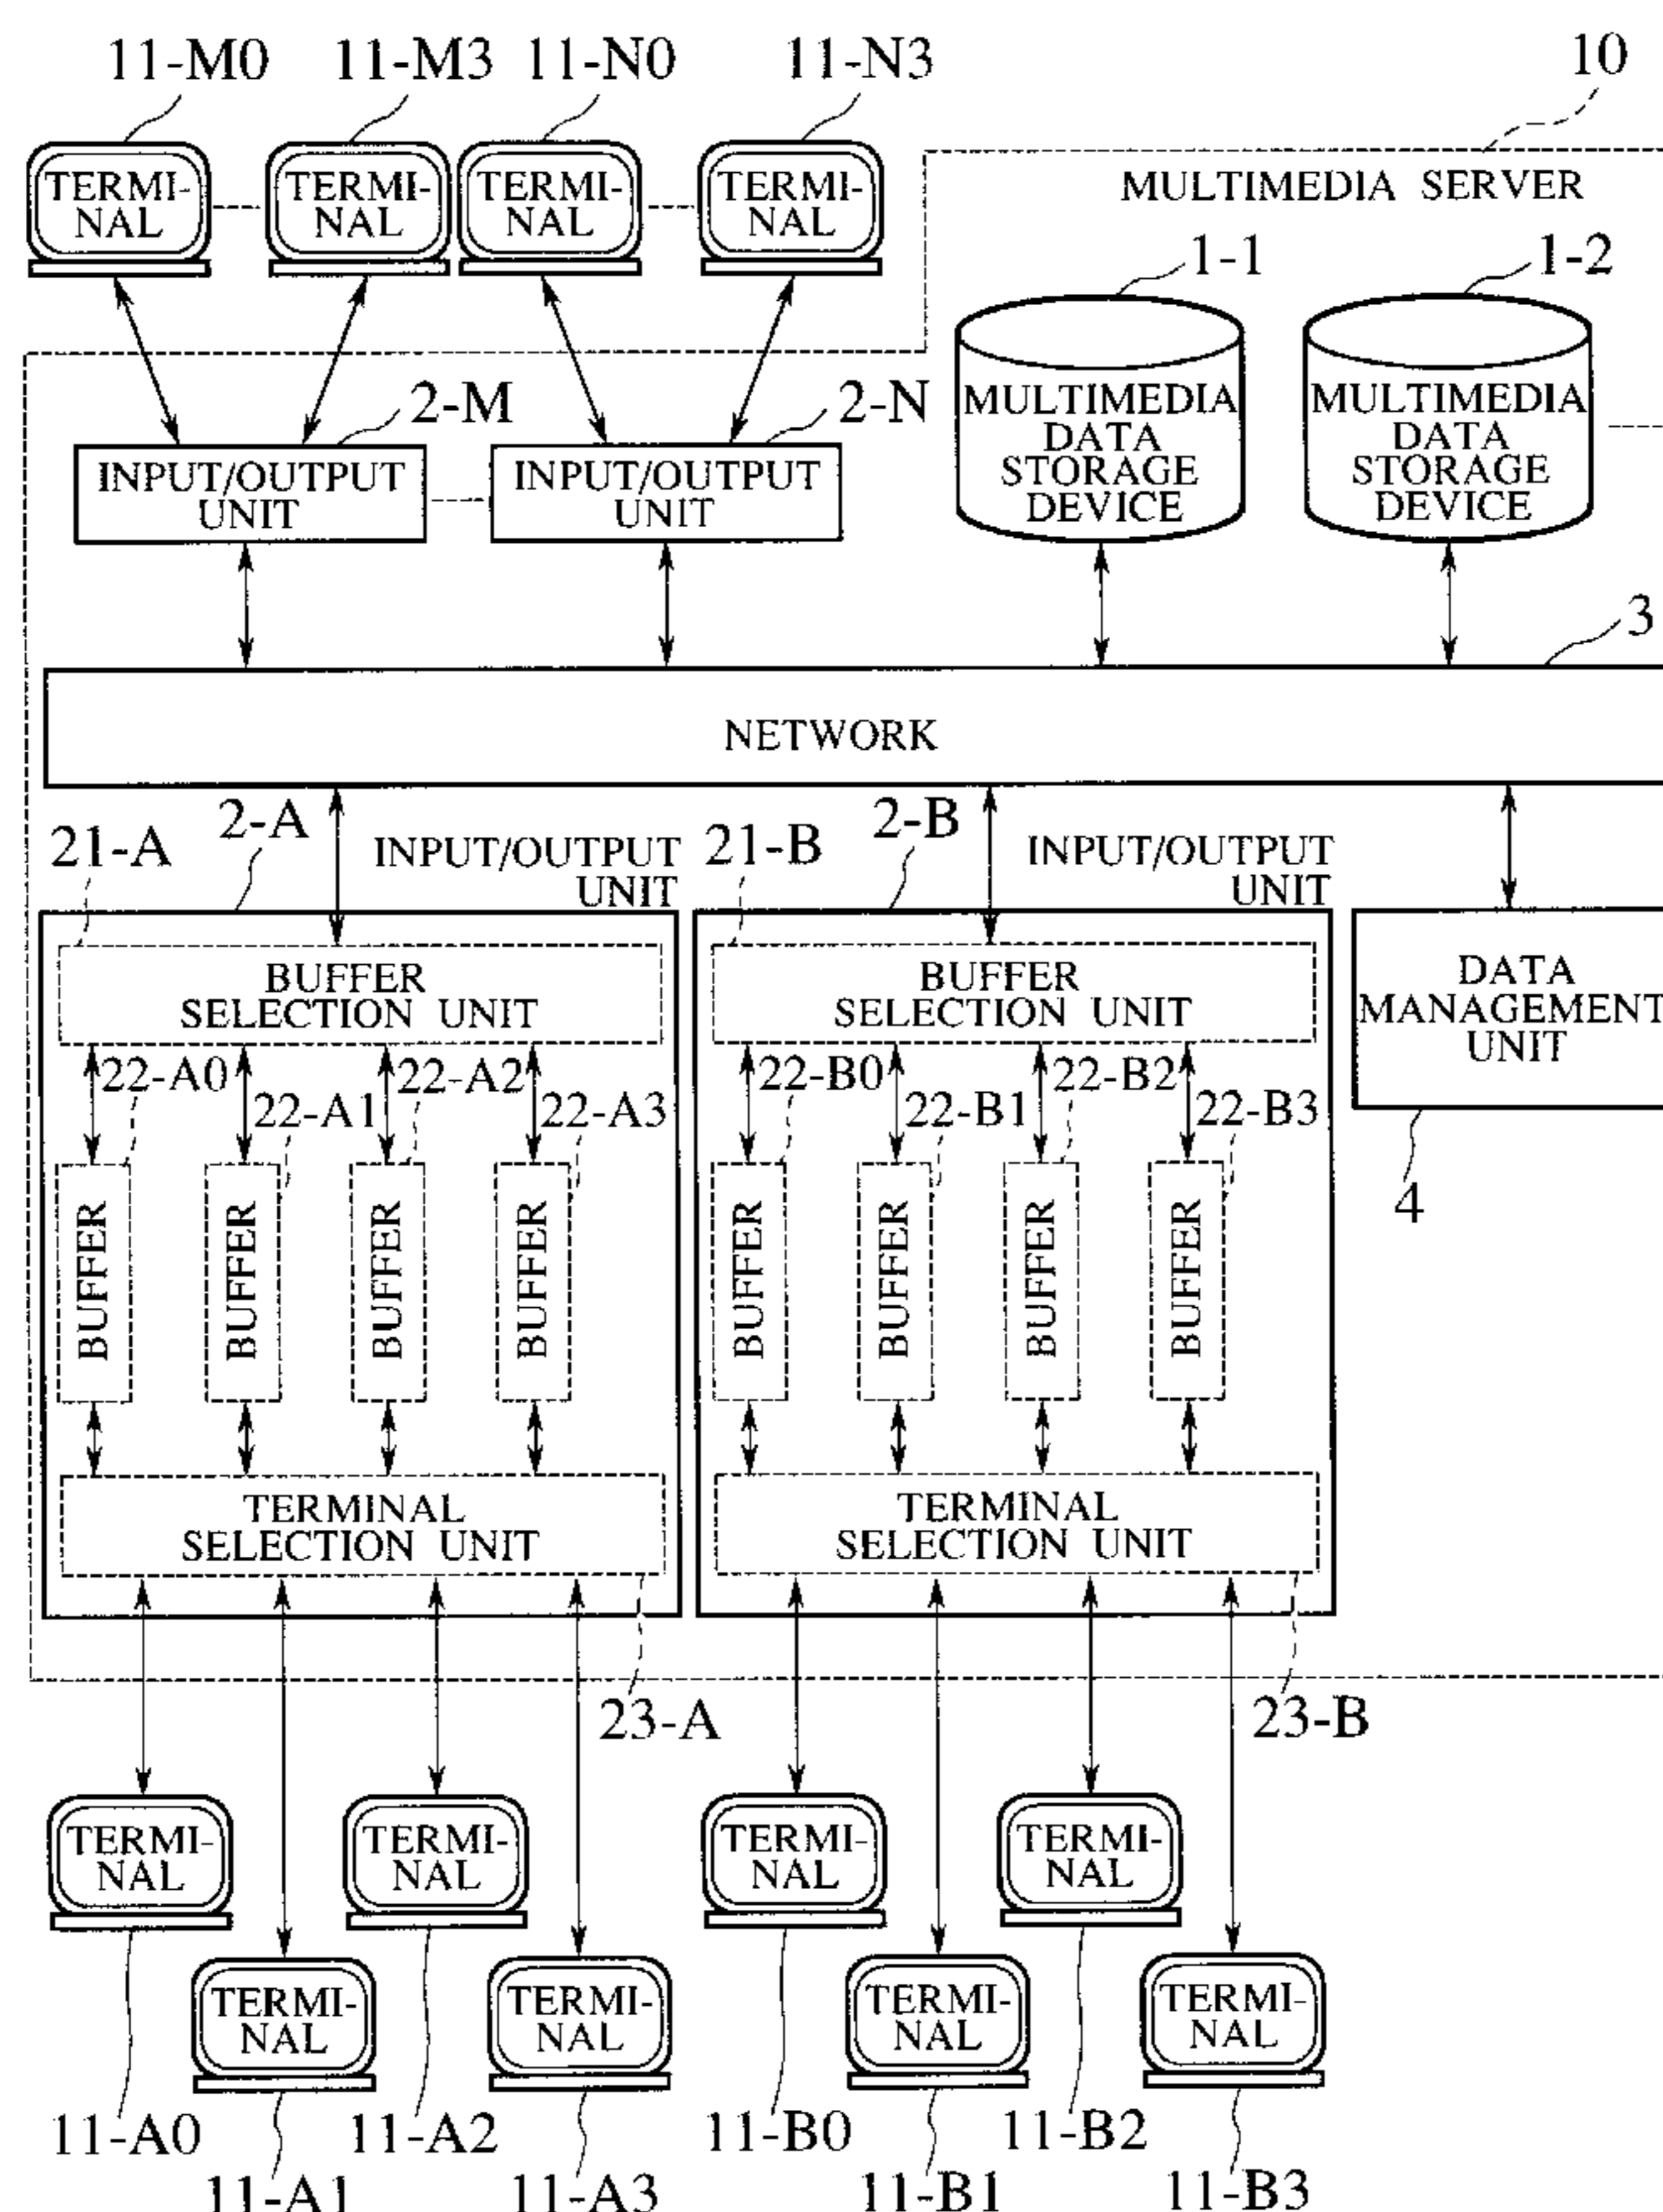 11-M0 11-M3 11-N0 11-N3 10
TERMI-
NAL
TERMI-
NAL
TERMI-
NAL
TERMI-
NAL
MULTIMEDIA SERVER
1-1 1-2
MULTIMEDIA
DATA
STORAGE
DEVICE
MULTIMEDIA
DATA
STORAGE
DEVICE
2-M 2-N
INPUT/OUTPUT
UNIT
INPUT/OUTPUT
UNIT
3
NETWORK
21-A 2-A
INPUT/OUTPUT
UNIT
21-B 2-B
INPUT/OUTPUT
UNIT
BUFFER
SELECTION UNIT
BUFFER
SELECTION UNIT
DATA
MANAGEMENT
UNIT
4
22-A0 22-A2 22-B0 22-B2
22-A1 22-A3 22-B1 22-B3
BUFFER
BUFFER
BUFFER
BUFFER
BUFFER
BUFFER
BUFFER
BUFFER
TERMINAL
SELECTION UNIT
TERMINAL
SELECTION UNIT
23-A 23-B
TERMI-
NAL
TERMI-
NAL
TERMI-
NAL
TERMI-
NAL
TERMI-
NAL
TERMI-
NAL
TERMI-
NAL
TERMI-
NAL
11-A0 11-A2 11-B0 11-B2
11-A1 11-A3 11-B1 11-B3